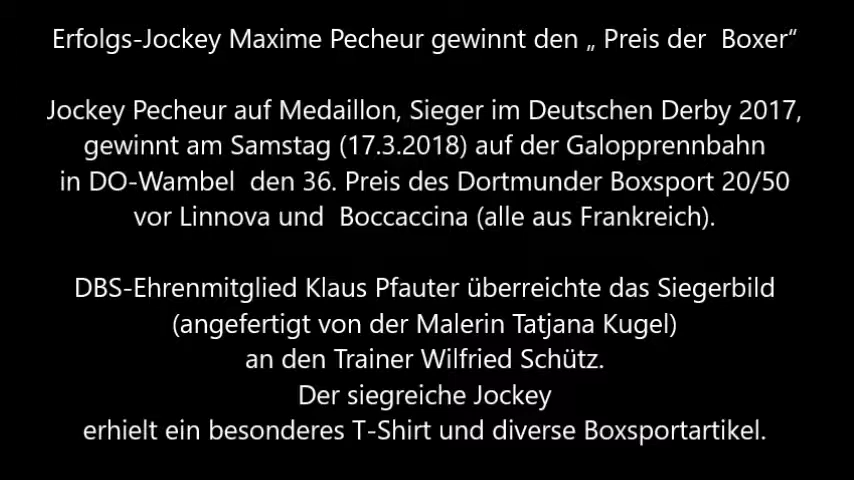 Erfolgs-Jockey Maxime Pecheur gewinnt den „ Preis der  Boxer“
Jockey Pecheur auf Medaillon, Sieger im Deutschen Derby 2017,
gewinnt am Samstag (17.3.2018) auf der Galopprennbahn
in DO-Wambel  den 36. Preis des Dortmunder Boxsport 20/50
vor Linnova und  Boccaccina (alle aus Frankreich).
DBS-Ehrenmitglied Klaus Pfauter überreichte das Siegerbild
(angefertigt von der Malerin Tatjana Kugel)
an den Trainer Wilfried Schütz.
Der siegreiche Jockey
erhielt ein besonderes T-Shirt und diverse Boxsportartikel.